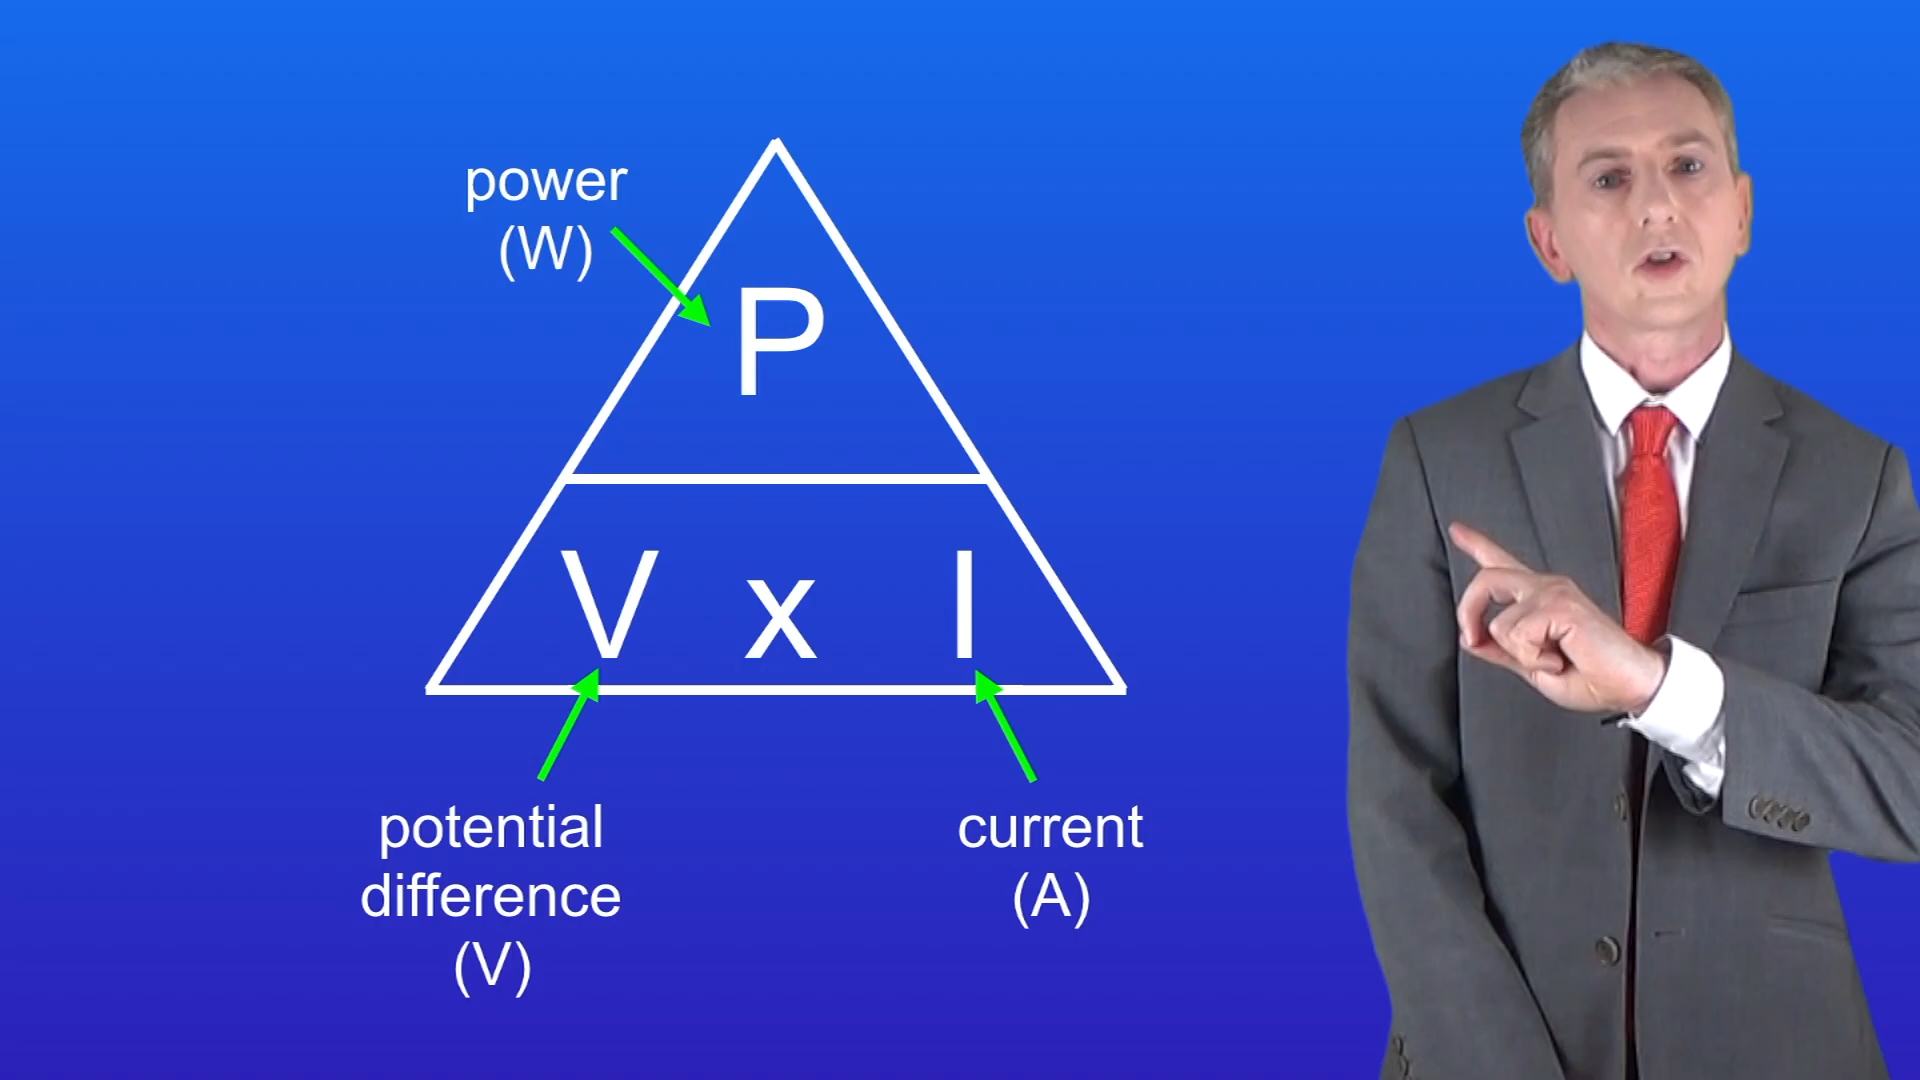 power
(W)
P
V x I
potential
difference
(V)
current
(A)